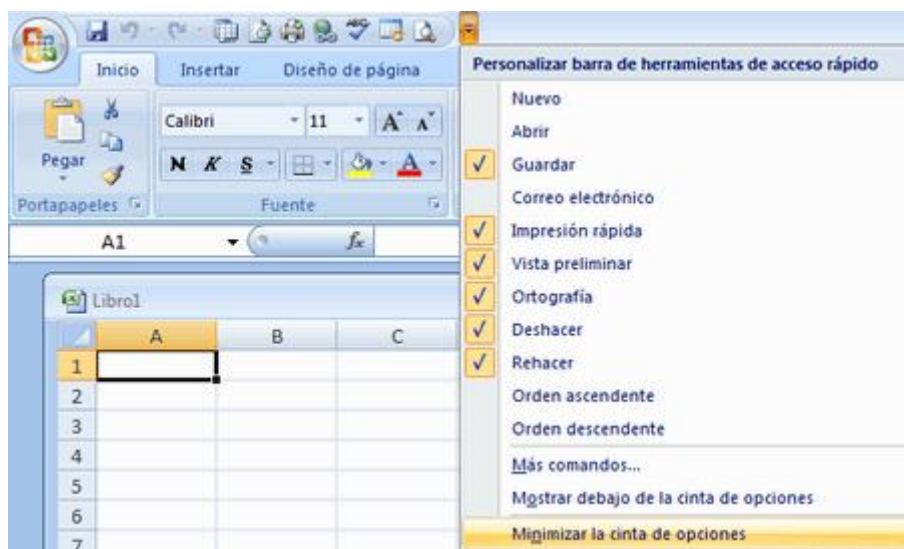 Inicio Insertar Diseño de página
Calibri 11 A A
Pegar
N K S A
Portapapeles Fuente
A1 fx
Libro1
A B C
1
2
3
4
5
6
7
Personalizar barra de herramientas de acceso rápido
Nuevo
Abrir
Guardar
Correo electrónico
Impresión rápida
Vista preliminar
Ortografía
Deshacer
Rehacer
Orden ascendente
Orden descendente
Más comandos...
Mostrar debajo de la cinta de opciones
Minimizar la cinta de opciones